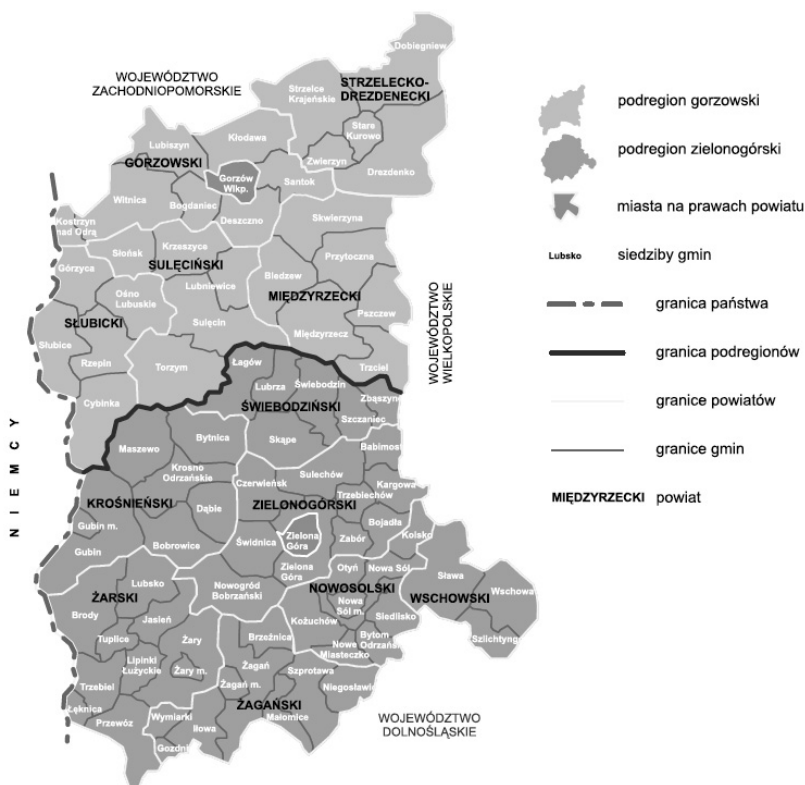 Dobiegniew
WOJEWÓDZTWO
ZACHODNIOPOMORSKIE
Strzelce
Krajeńskie
STRZELECKO-
DREZDENECKI
Stare
Kurowo
Kłodawa
Lubiszyn
GORZOWSKI
Zwierzyn
Drezdenko
Gorzów
Wlkp.
Santok
Witnica
Bogdaniec
Deszczno
Skwierzyna
Kostrzyn
nad Odrą
Słońsk
Krzeszyce
SULĘCIŃSKI
Przytoczna
Górzyca
Bledzew
Lubniewice
MIĘDZYRZECKI
Ośno
Lubuskie
Pszczew
SŁUBICKI
Sulęcin
Międzyrzecz
Słubice
Rzepin
Torzym
Łagów
Trzciel
Cybinka
Lubrza
Świebodzin
Zbąszyne
ŚWIEBODZIŃSKI
Szczaniec
Maszewo
Bytnica
Skąpe
Babimost
Krosno
Odrzańskie
Sulechów
Czerwieńsk
Kargowa
Trzebiechów
KROŚNIEŃSKI
Dąbie
ZIELONOGÓRSKI
Bojadła
Gubin m.
Zielona
Góra
Zabór
Kolsko
Gubin
Bobrowice
Świdnica
Zielona
Góra
Otyń
Nowa Sól
Sława
Wschowa
Lubsko
Nowogród
Bobrzański
NOWOSOLSKI
WSCHOWSKI
ŻARSKI
Nowa
Sól m.
Brody
Jasień
Kożuchów
Siedlisko
Szlichtyng
Tuplice
Żary
Brzeźnica
Bytom
Odrzański
Nowe
Miasteczko
Lipinki
Łużyckie
Żary m.
Żagań
Szprotawa
Trzebiel
Żagań m.
Niegosławic
Łęknica
Przewóz
Wymiarki
ŻAGAŃSKI
Małomice
Iłowa
Gozdni
WOJEWÓDZTWO
DOLNOŚLĄSKIE
WOJEWÓDZTWO
WIELKOPOLSKIE
NIEMCY
podregion gorzowski
podregion zielonogórski
miasta na prawach powiatu
Lubsko siedziby gmin
granica państwa
granica podregionów
granice powiatów
granice gmin
MIĘDZYRZECKI powiat